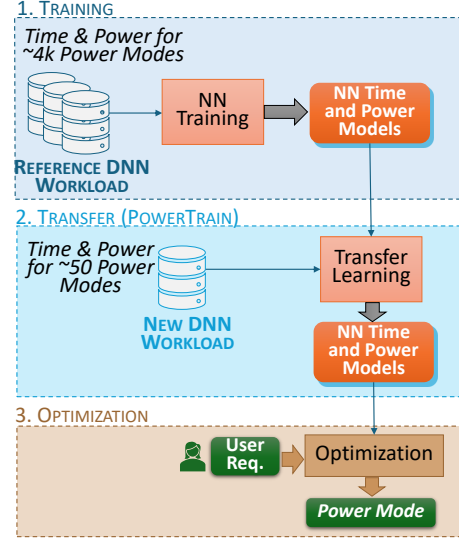 1. TRAINING
Time & Power for
~4k Power Modes
NN
Training
NN Time
and Power
Models
REFERENCE DNN
WORKLOAD
2. TRANSFER (POWERTRAIN)
Time & Power
for ~50 Power
Modes
Transfer
Learning
NEW DNN
WORKLOAD
NN Time
and Power
Models
3. OPTIMIZATION
User
Req.
Optimization
Power Mode